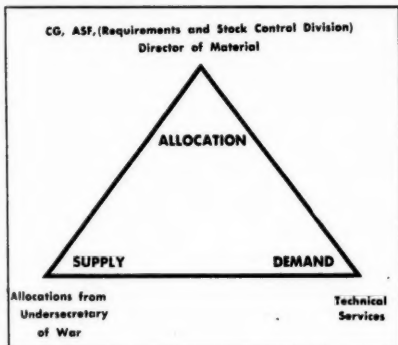 CG, ASF,(Requirements and Stock Control Division)
Director of Material
ALLOCATION
SUPPLY
DEMAND
Allocations from
Undersecretary
of War
Technical
Services